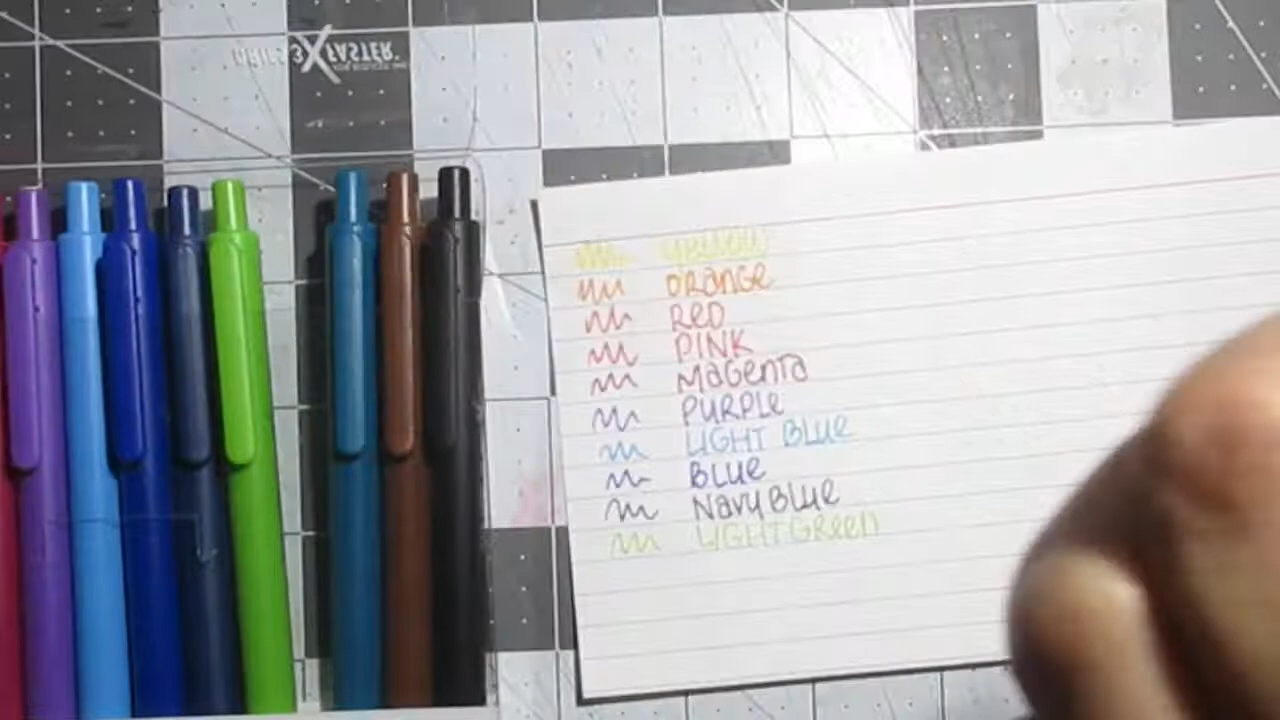 DRIES 3X FASTER
YELLOW
ORANGE
RED
PINK
MAGENTA
PURPLE
LIGHT BLUE
BLUE
NAVY BLUE
LIGHT GREEN